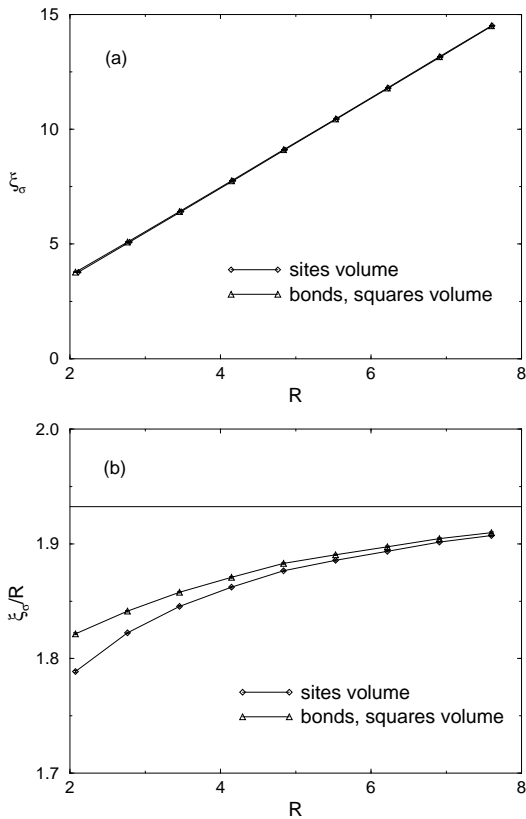 15
(a)
10
ξσ
5
sites volume
bonds, squares volume
0
2 4 6 8
R
2.0
(b)
1.9
ξσ/R
1.8
sites volume
bonds, squares volume
1.7
2 4 6 8
R